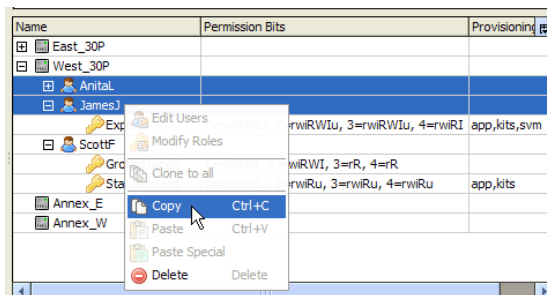 Name Permission Bits Provisioning
East_30P
West_30P
AnitaL
JamesJ
Exp rwiRWIu, 3=rwiRWIu, 4=rwiRI app,kits,svm
ScottF
Gro wiRWI, 3=rR, 4=rR
Sta rwiRu, 3=rwiRu, 4=rwiRu app,kits
Annex_E
Annex_W
Edit Users
Modify Roles
Clone to all
Copy Ctrl+C
Paste Ctrl+V
Paste Special
Delete Delete